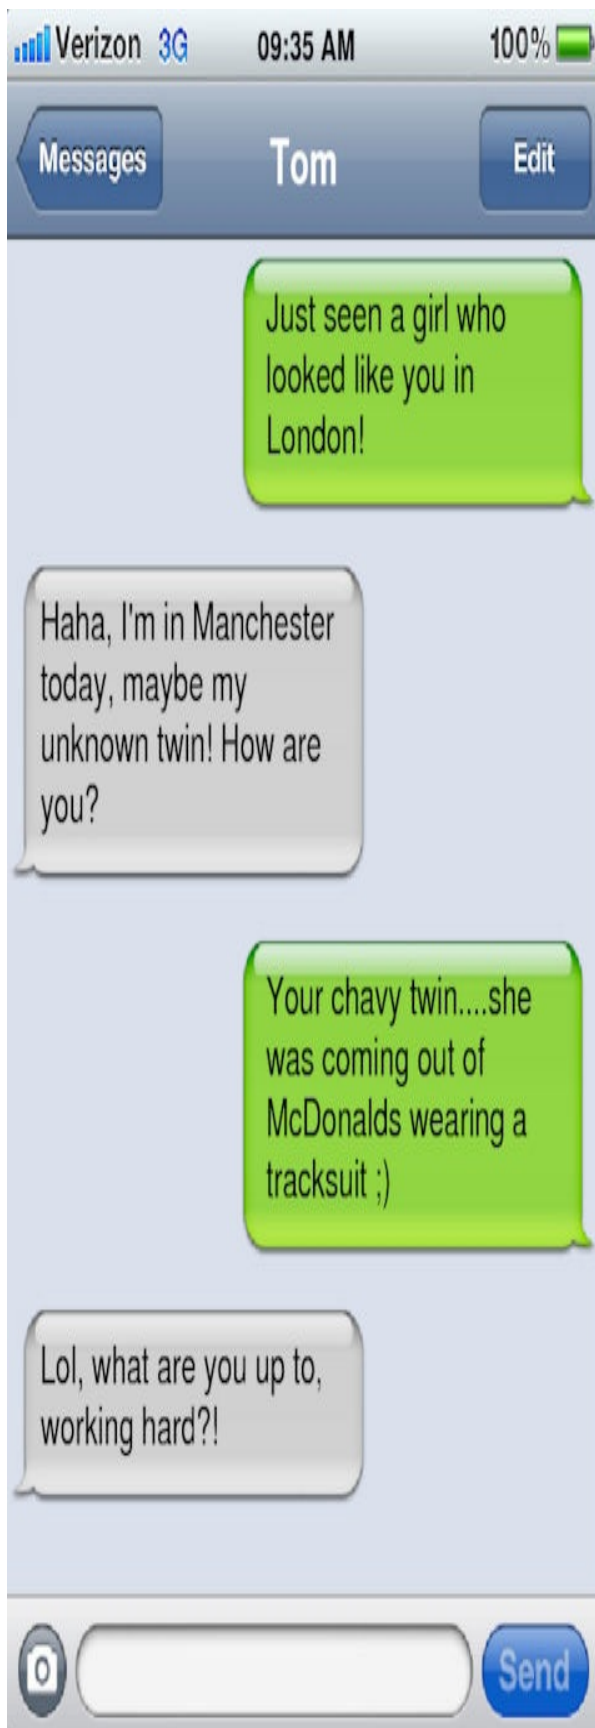 Verizon 3G 09:35 AM 100%
Messages Tom Edit
Just seen a girl who
looked like you in
London!
Haha, I'm in Manchester
today, maybe my
unknown twin! How are
you?
Your chavy twin....she
was coming out of
McDonalds wearing a
tracksuit ;)
Lol, what are you up to,
working hard?!
Send